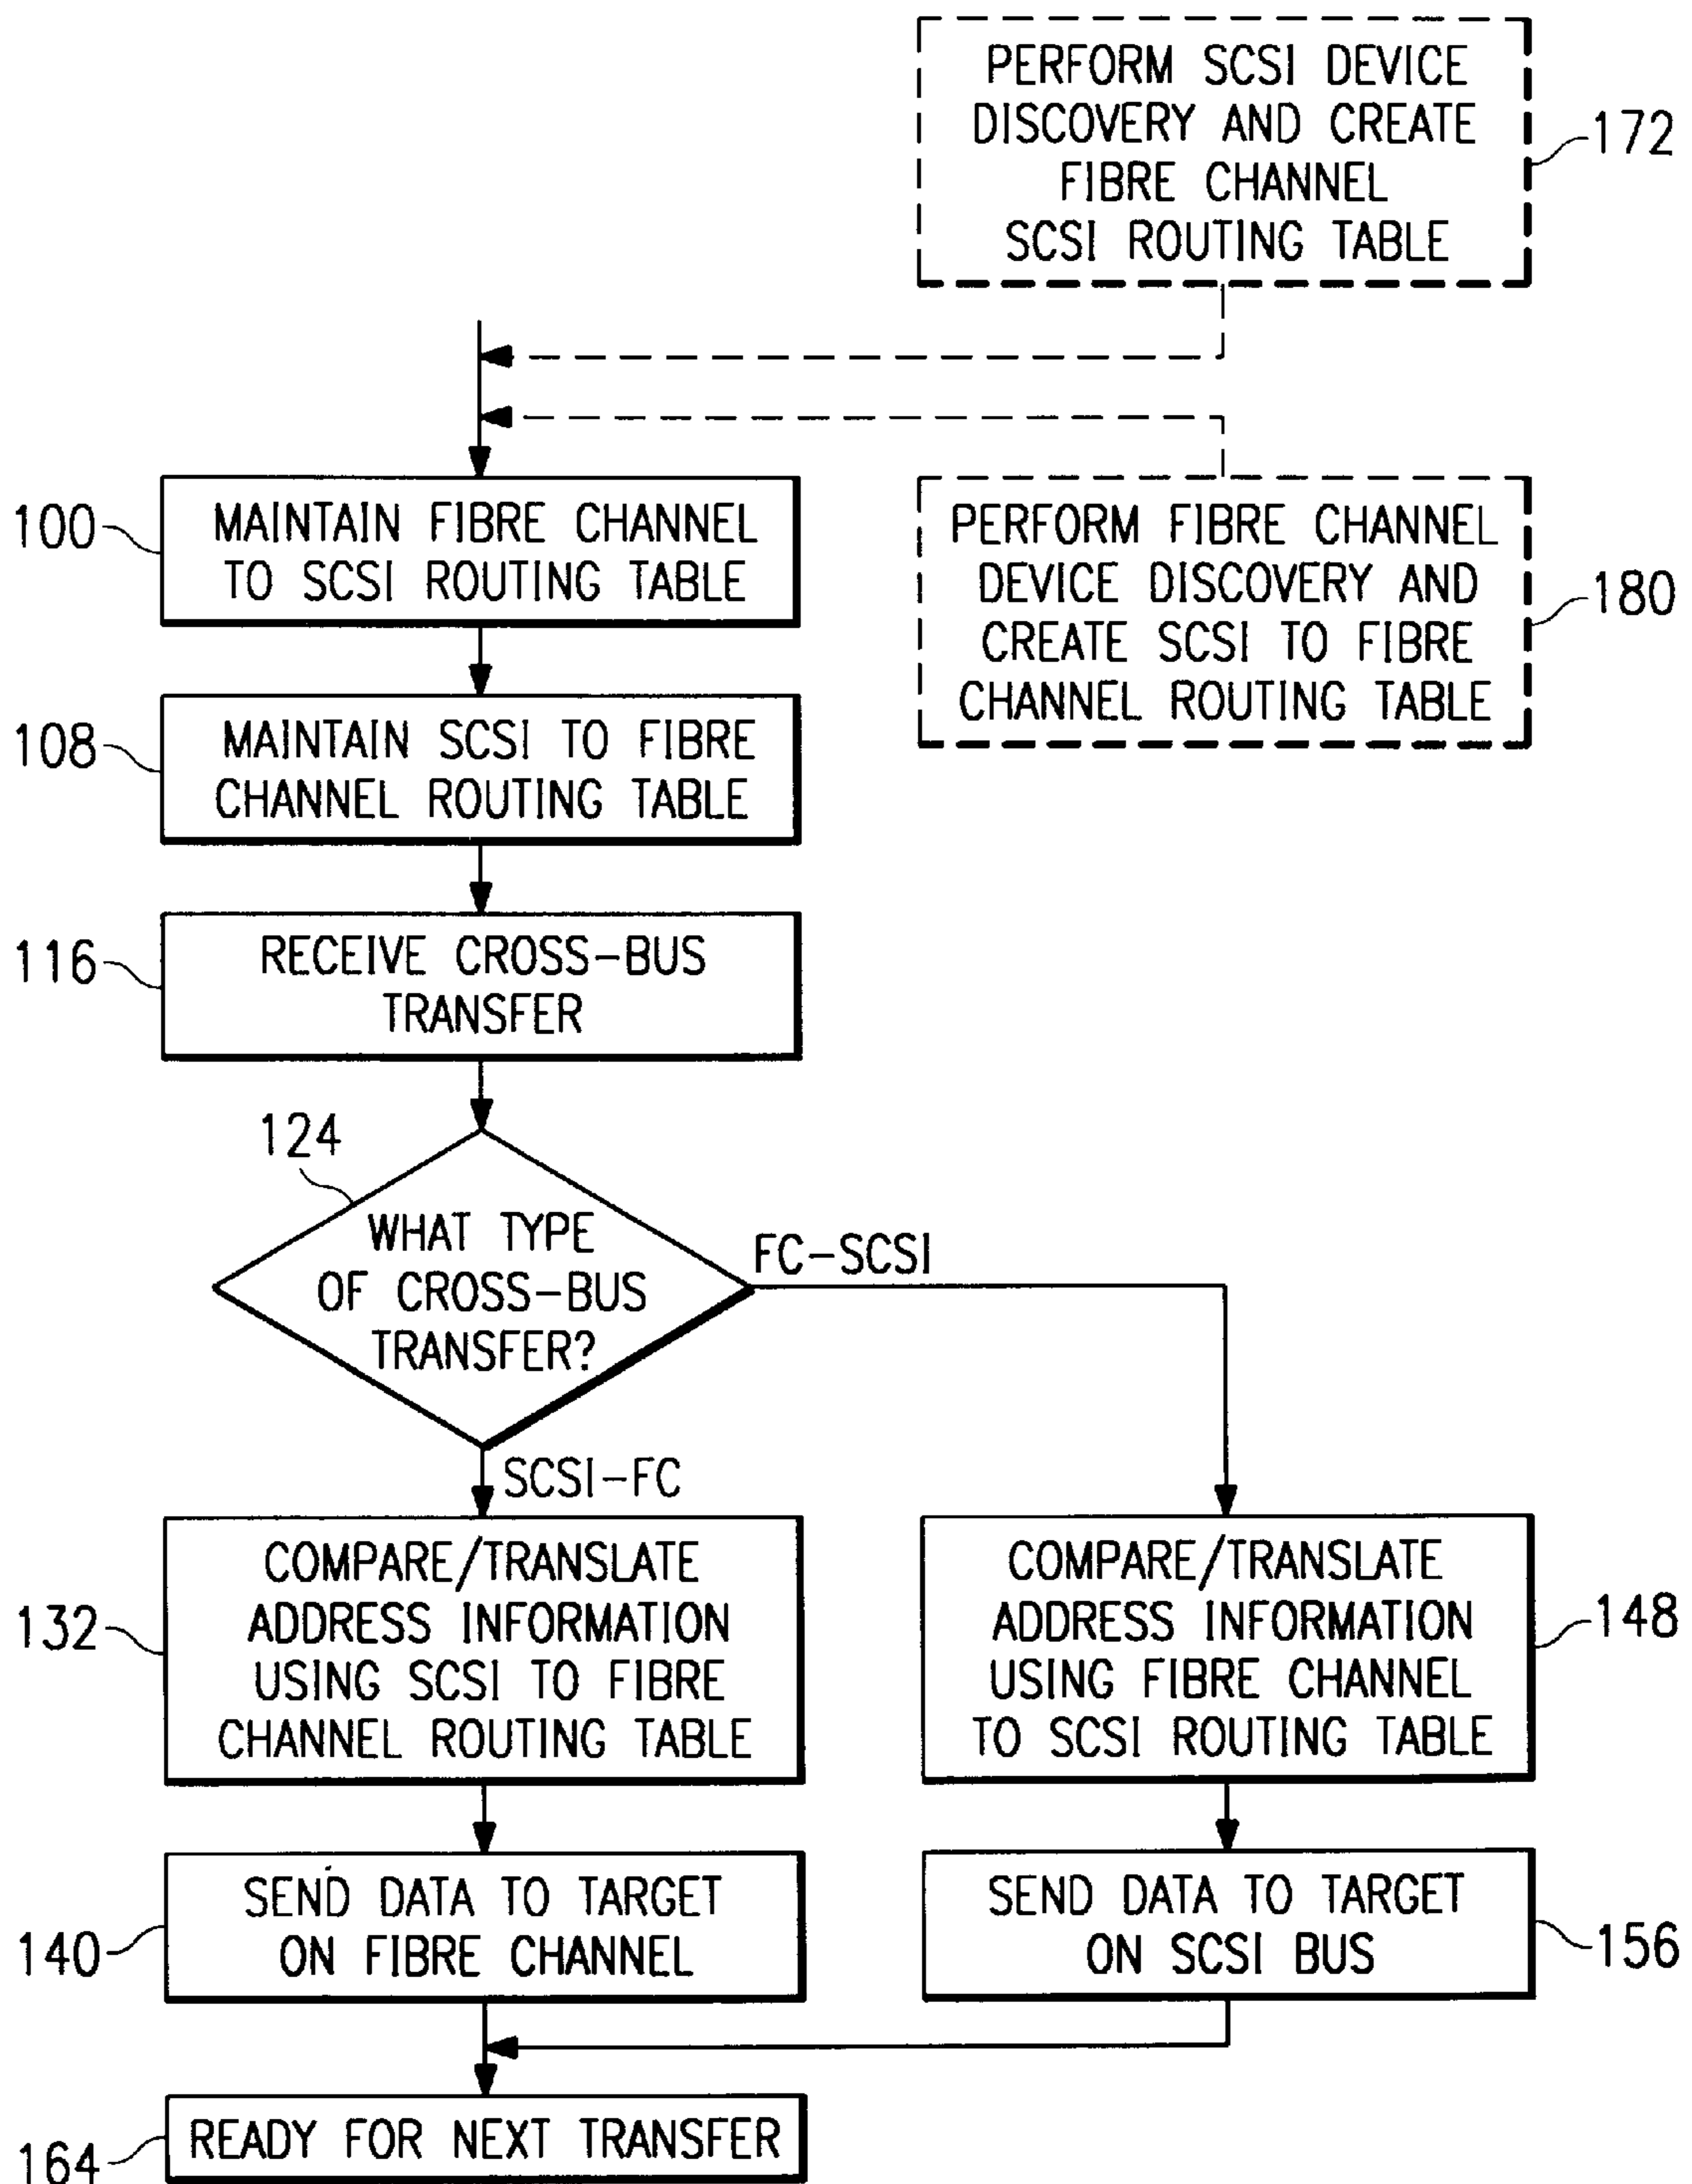 PERFORM SCSI DEVICE
DISCOVERY AND CREATE
FIBRE CHANNEL
SCSI ROUTING TABLE
172
100
MAINTAIN FIBRE CHANNEL
TO SCSI ROUTING TABLE
PERFORM FIBRE CHANNEL
DEVICE DISCOVERY AND
CREATE SCSI TO FIBRE
CHANNEL ROUTING TABLE
180
108
MAINTAIN SCSI TO FIBRE
CHANNEL ROUTING TABLE
116
RECEIVE CROSS-BUS
TRANSFER
124
WHAT TYPE
OF CROSS-BUS
TRANSFER?
FC-SCSI
SCSI-FC
132
COMPARE/TRANSLATE
ADDRESS INFORMATION
USING SCSI TO FIBRE
CHANNEL ROUTING TABLE
COMPARE/TRANSLATE
ADDRESS INFORMATION
USING FIBRE CHANNEL
TO SCSI ROUTING TABLE
148
140
SEND DATA TO TARGET
ON FIBRE CHANNEL
SEND DATA TO TARGET
ON SCSI BUS
156
164
READY FOR NEXT TRANSFER